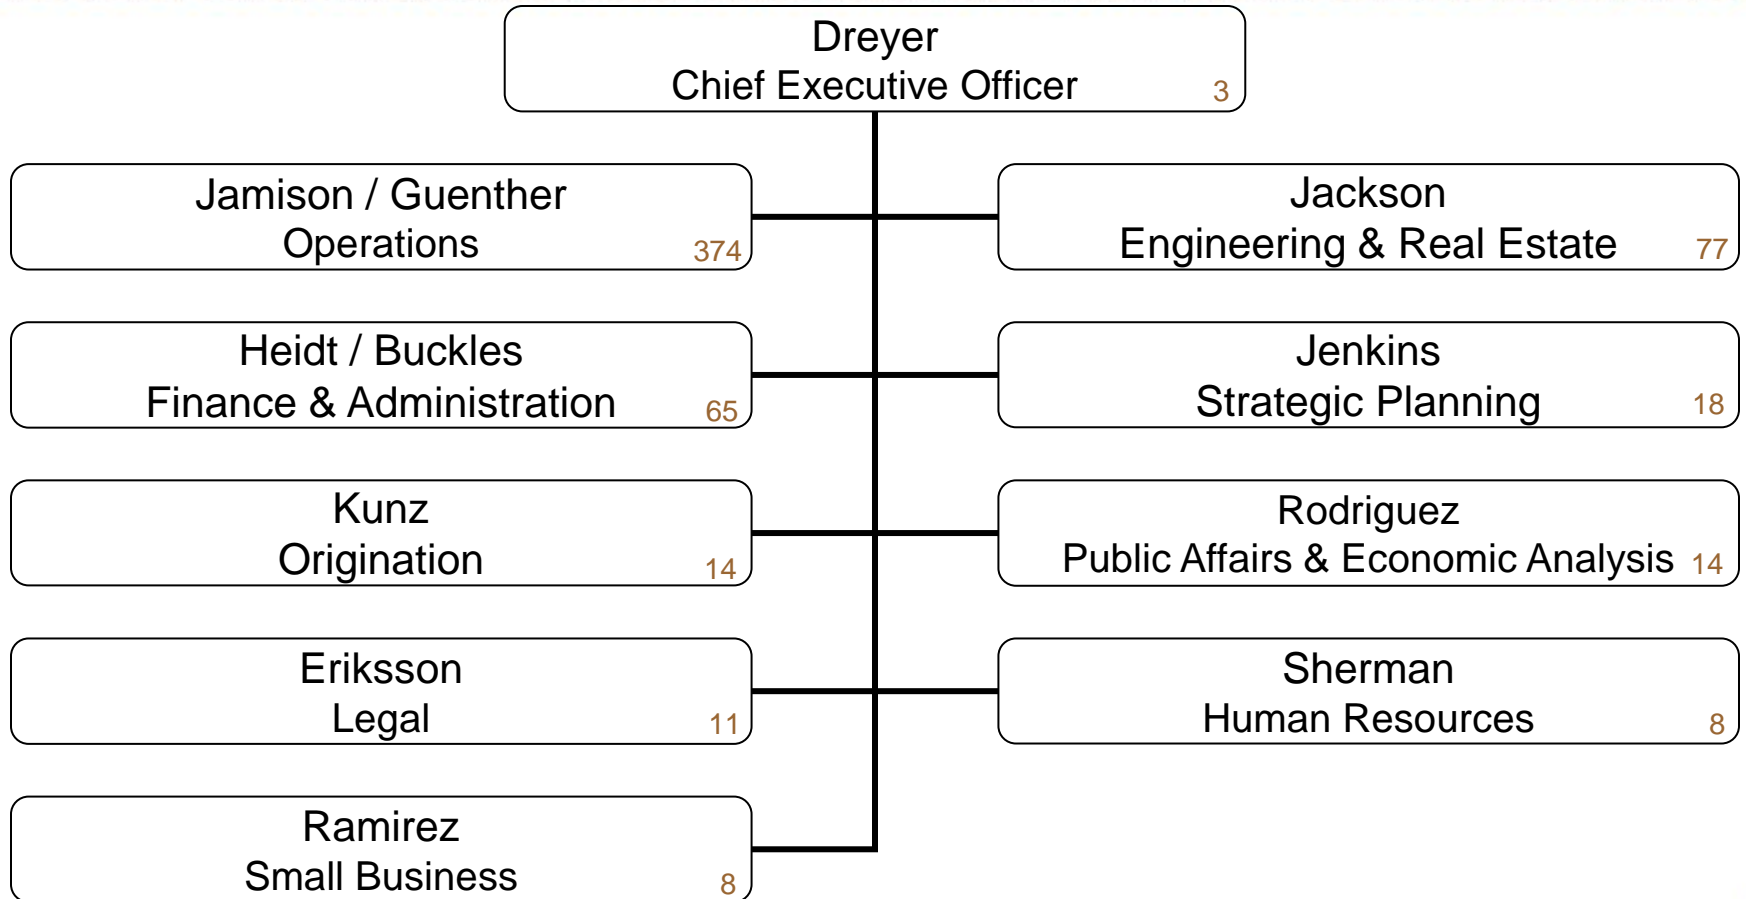 Dreyer
Chief Executive Officer 3
Jamison / Guenther
Operations 374
Jackson
Engineering & Real Estate 77
Heidt / Buckles
Finance & Administration 65
Jenkins
Strategic Planning 18
Kunz
Origination 14
Rodriguez
Public Affairs & Economic Analysis 14
Eriksson
Legal 11
Sherman
Human Resources 8
Ramirez
Small Business 8